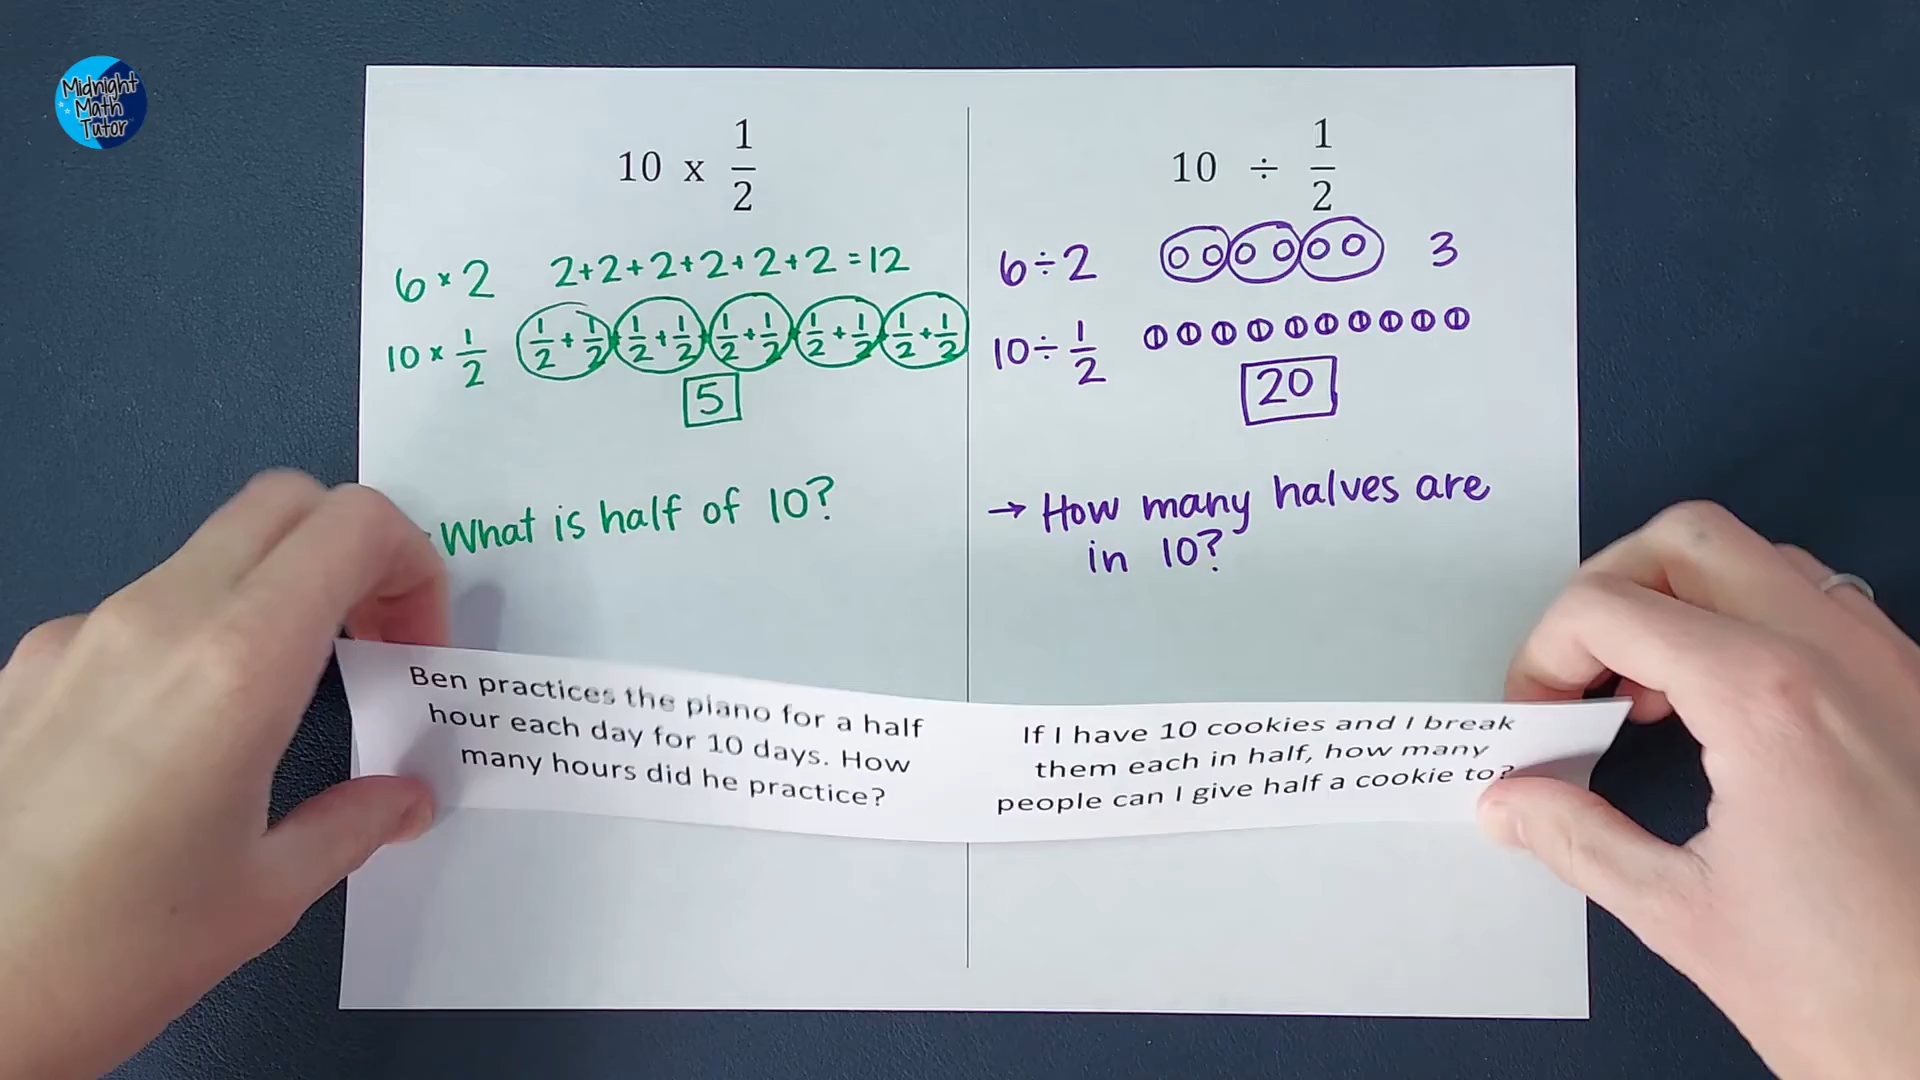 Midnight
Math
Tutor
10 x 1/2
6 × 2 2+2+2+2+2+2=12
10 × 1/2 1/2 + 1/2 + 1/2 + 1/2 + 1/2 + 1/2 + 1/2 + 1/2 + 1/2 + 1/2
5
What is half of 10?
Ben practices the piano for a half
hour each day for 10 days. How
many hours did he practice?
10 ÷ 1/2
6÷2 3
10÷ 1/2
20
→ How many halves are
in 10?
If I have 10 cookies and I break
them each in half, how many
people can I give half a cookie to?